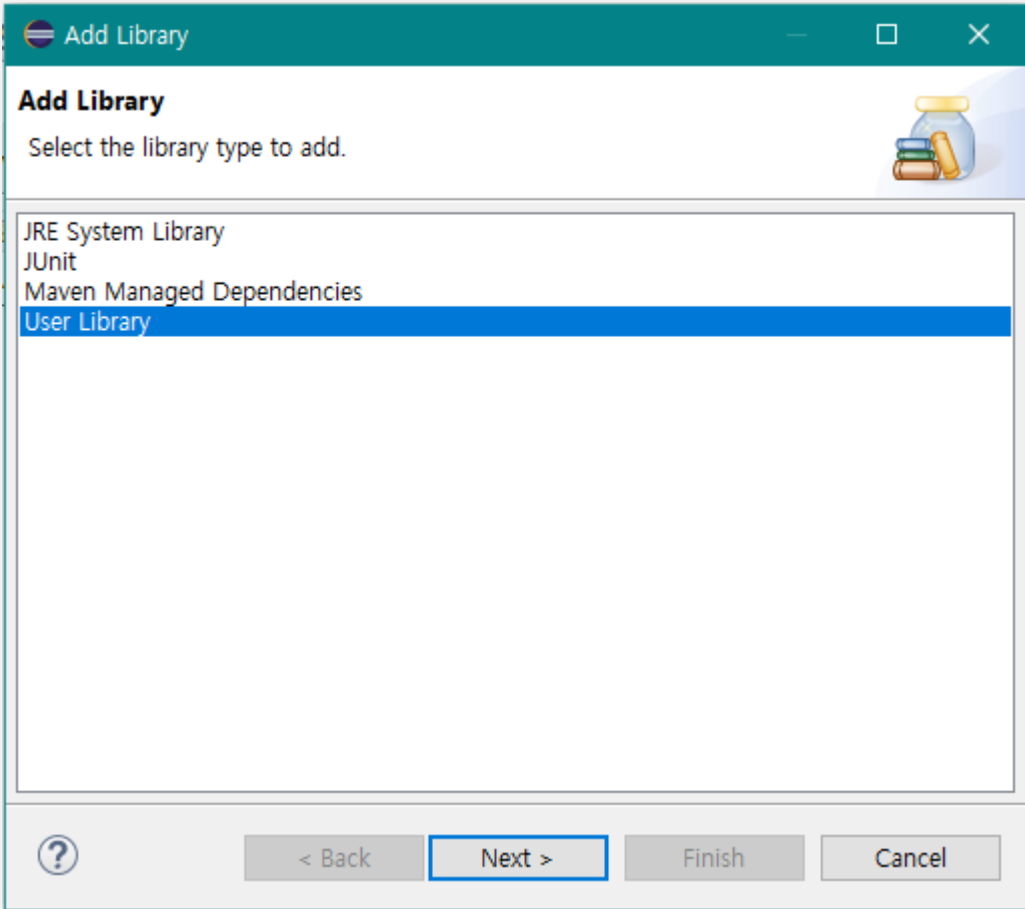 Add Library
Add Library
Select the library type to add.
JRE System Library
JUnit
Maven Managed Dependencies
User Library
?
< Back
Next >
Finish
Cancel